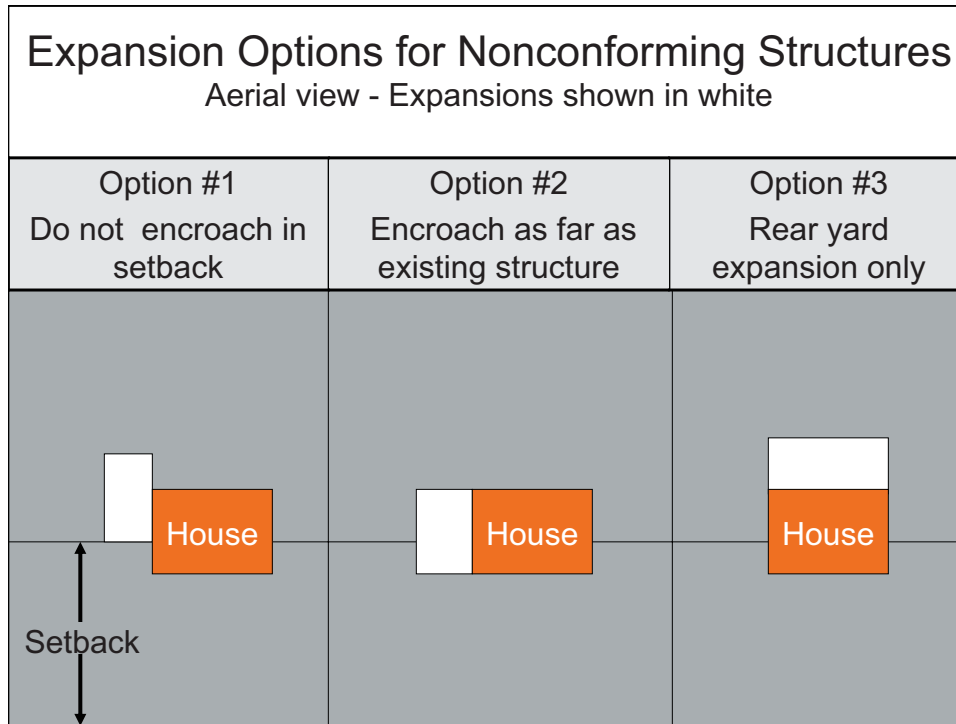 Expansion Options for Nonconforming Structures
Aerial view - Expansions shown in white
Option #1
Do not encroach in
setback
Option #2
Encroach as far as
existing structure
Option #3
Rear yard
expansion only
House
House
House
Setback